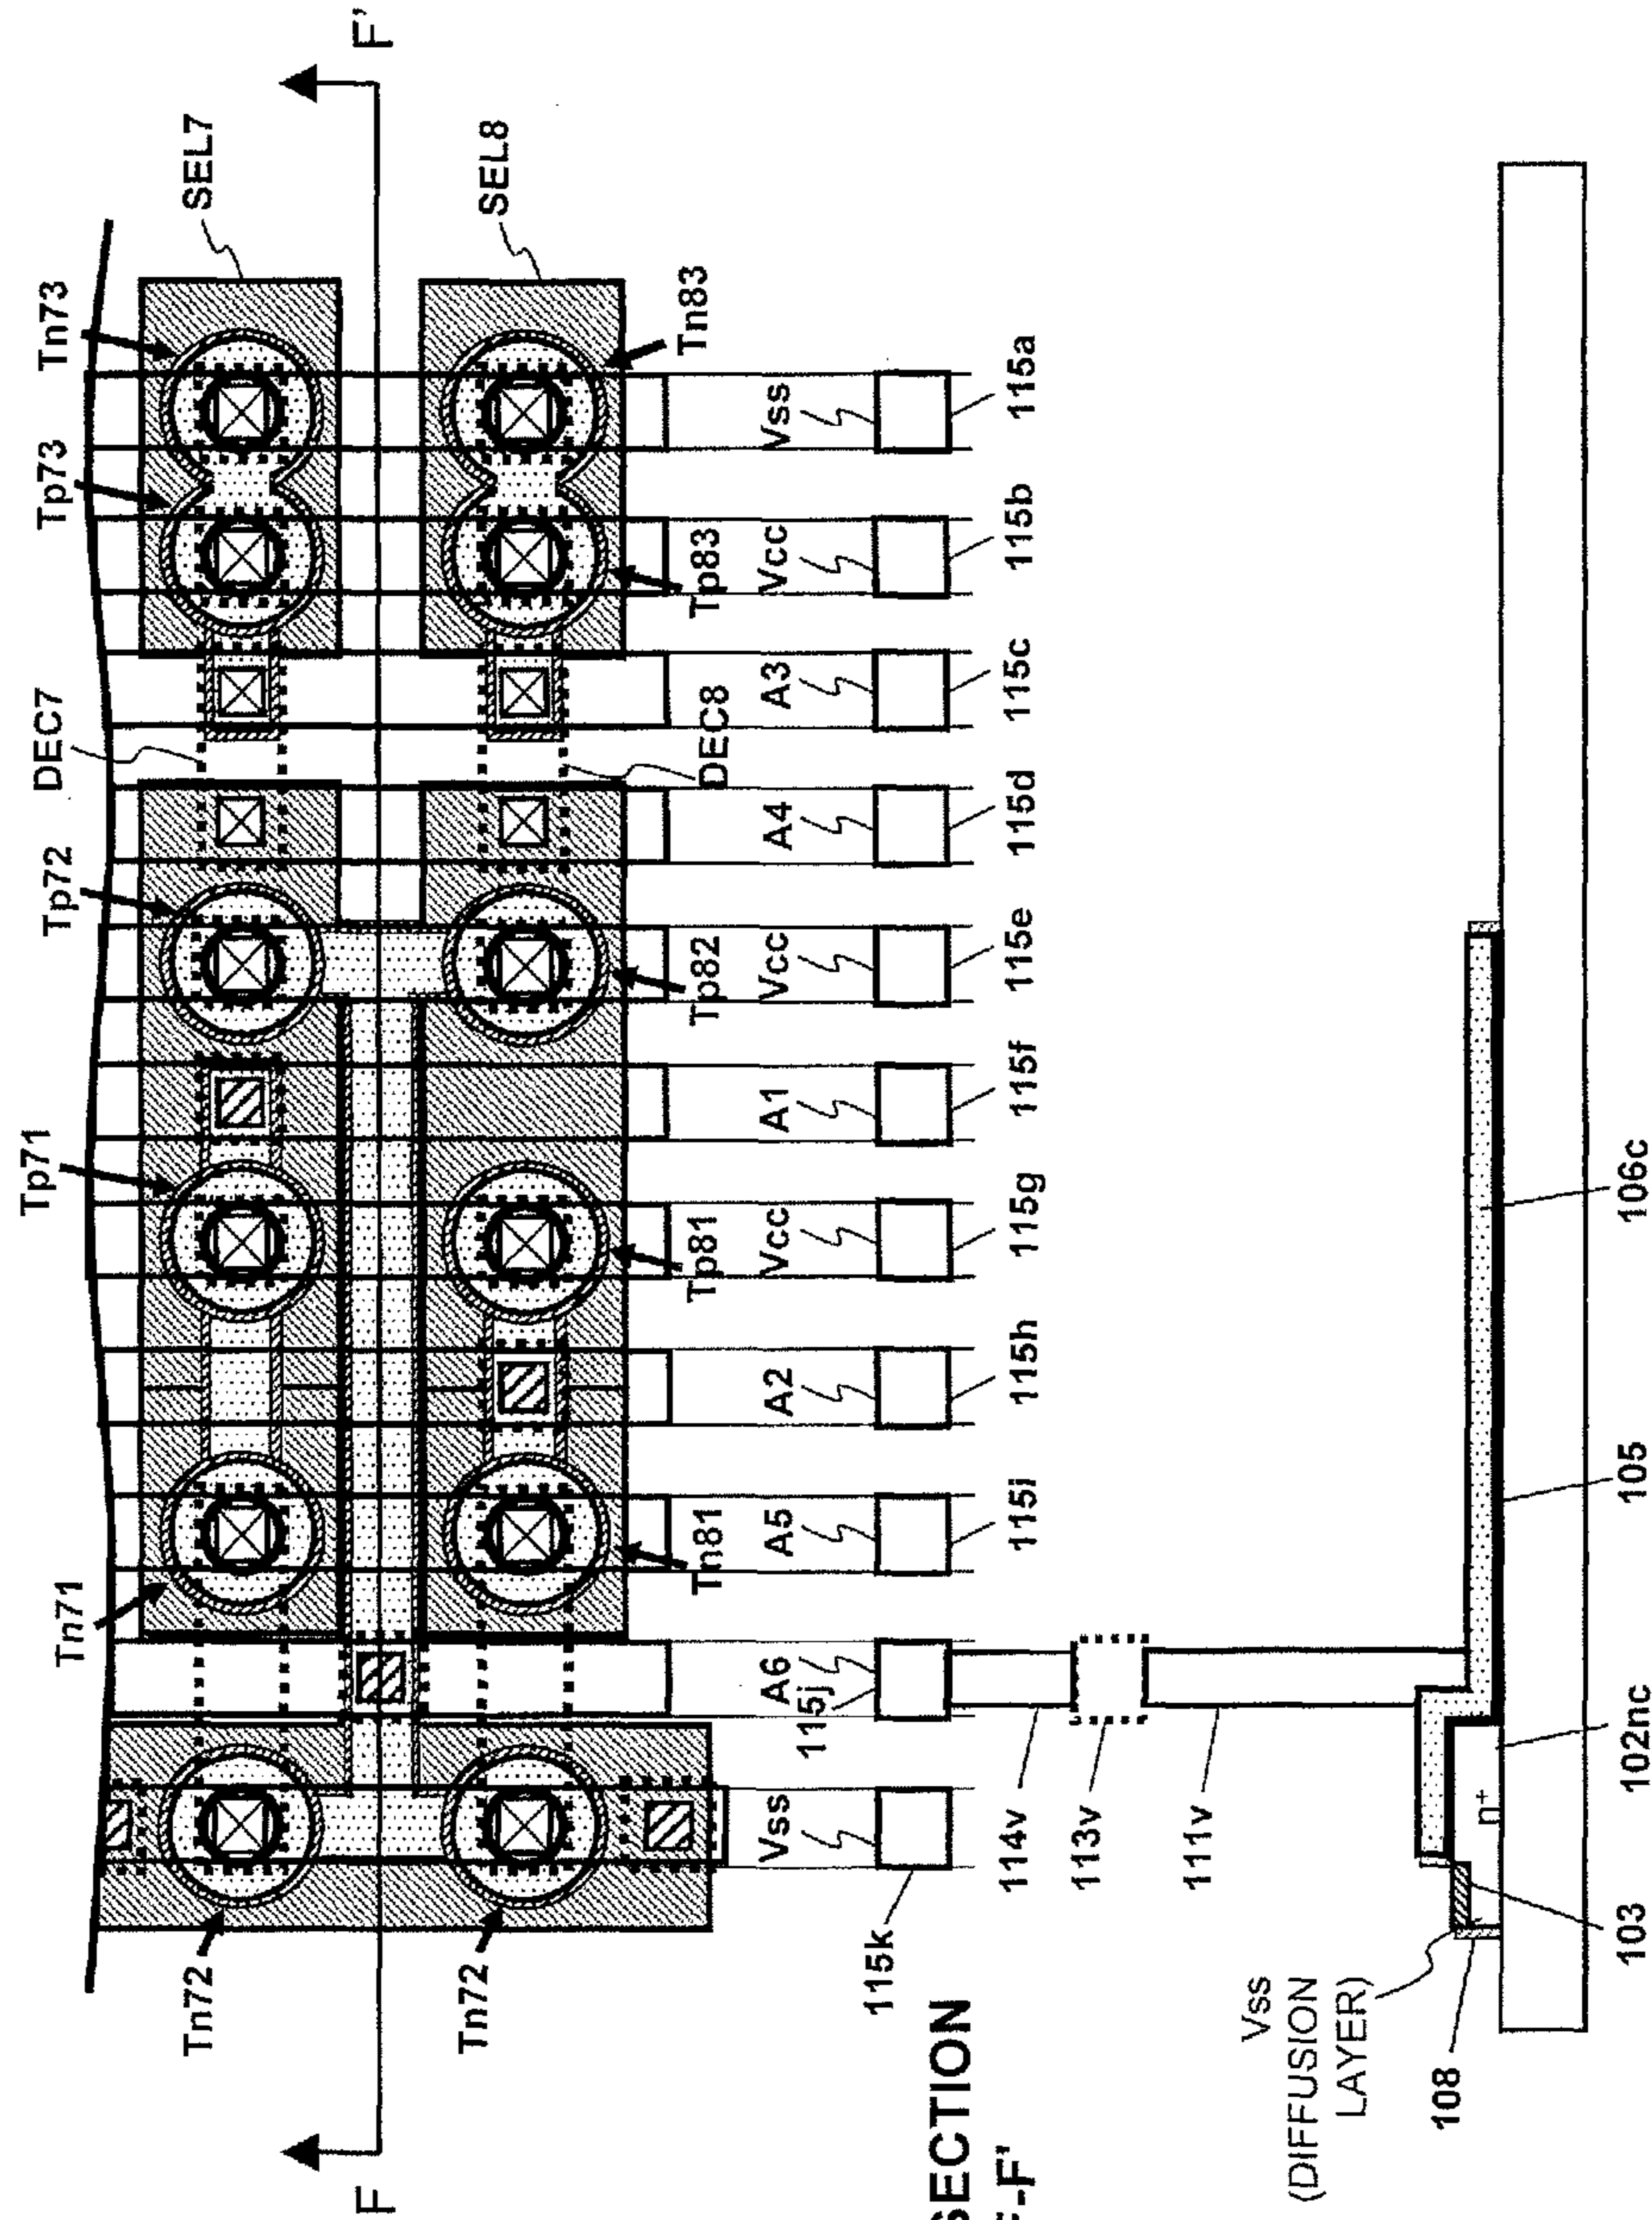 Tn71
Tp71
Tp72
DEC7
Tp73
Tn73
Tn72
SEL7
F
F'
Tn72
SEL8
Tn81
Tp81
Tp82
DEC8
Tp83
Tn83
Vss
A6
A5
A2
Vcc
A1
Vcc
A4
A3
Vcc
Vss
115k
115j
115i
115h
115g
115f
115e
115d
115c
115b
115a
SECTION
F-F'
114v
113v
111v
Vss
(DIFFUSION
LAYER)
n+
108
103
102nc
105
106c